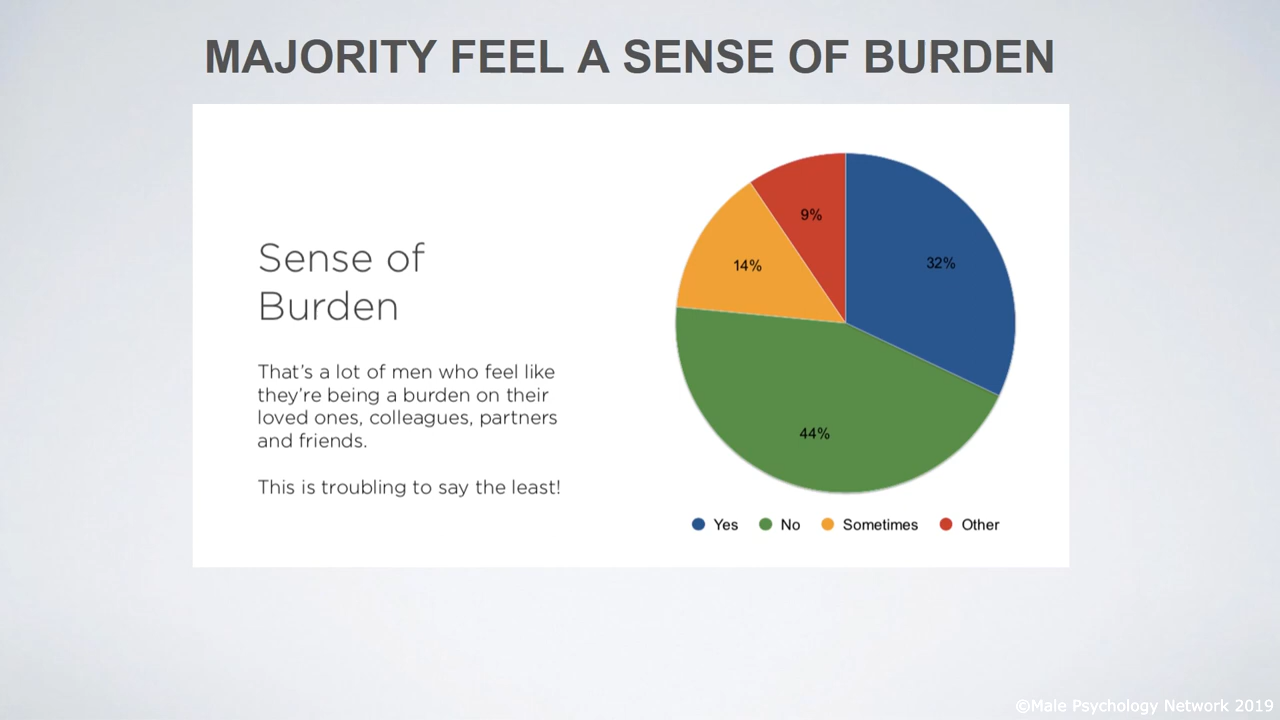 MAJORITY FEEL A SENSE OF BURDEN
Sense of
Burden
That's a lot of men who feel like
they're being a burden on their
loved ones, colleagues, partners
and friends.
This is troubling to say the least!
9%
32%
14%
44%
Yes No Sometimes Other
©Male Psychology Network 2019